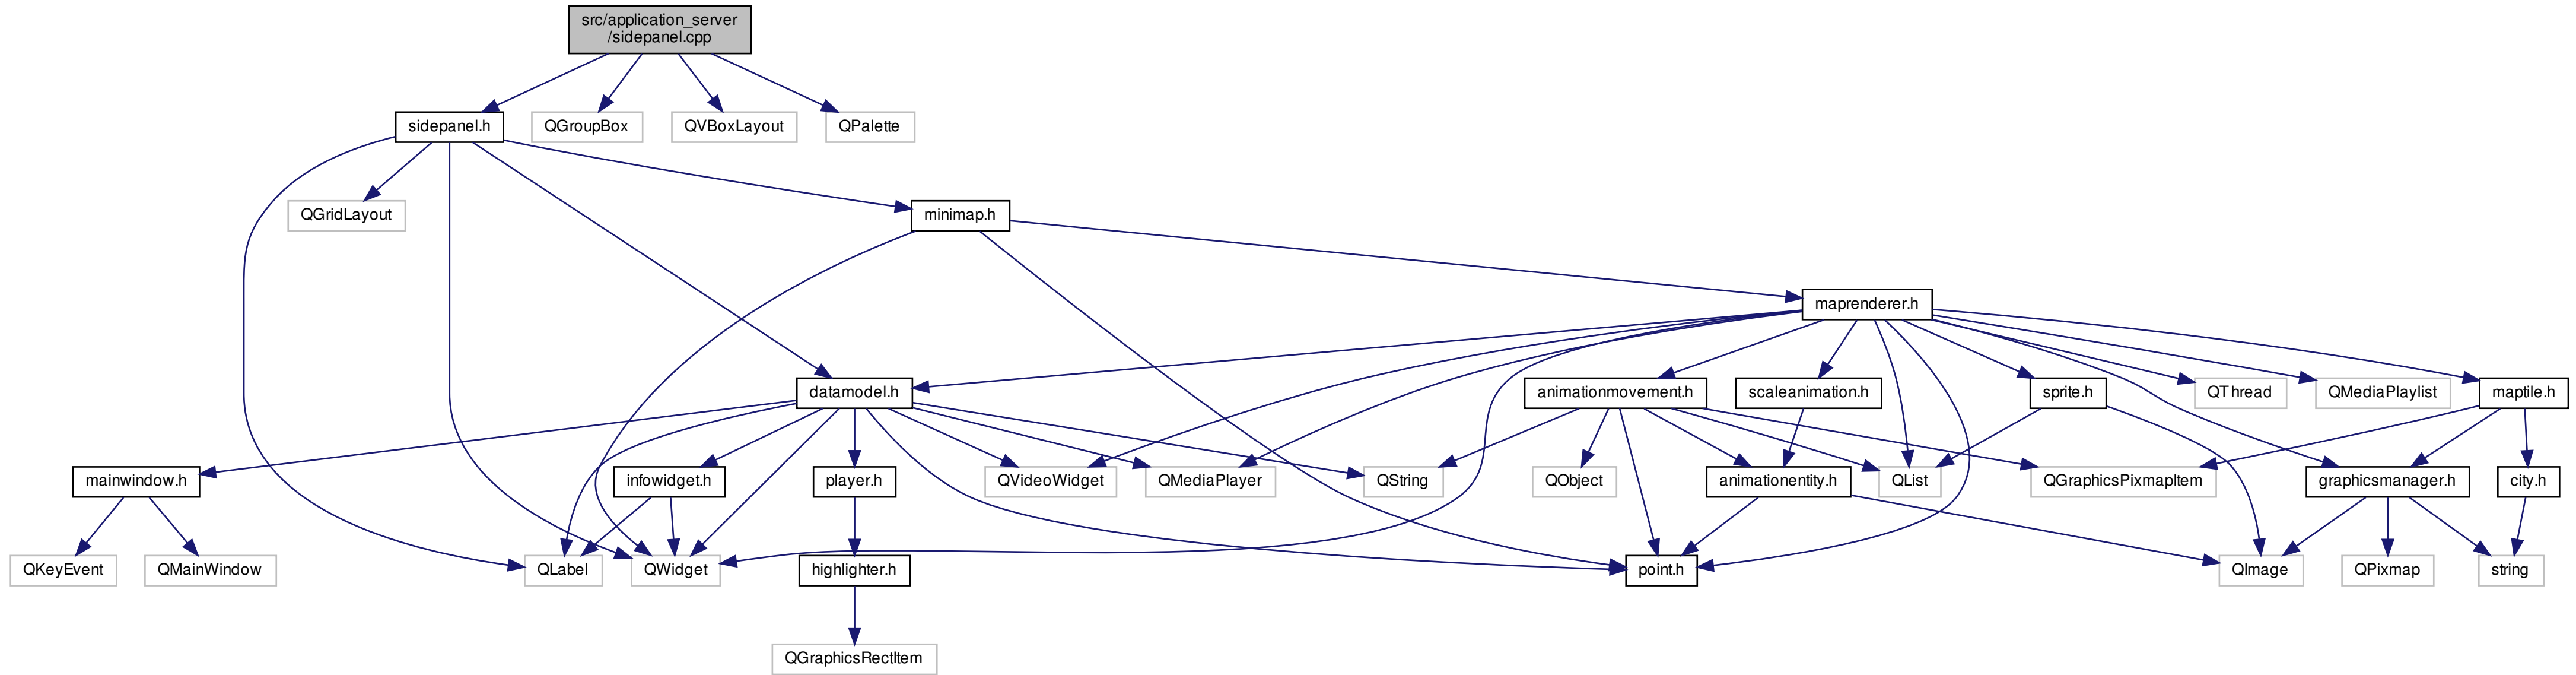 src/application_server
/sidepanel.cpp
sidepanel.h
QGroupBox
QVBoxLayout
QPalette
QGridLayout
minimap.h
maprenderer.h
datamodel.h
animationmovement.h
scaleanimation.h
sprite.h
QThread
QMediaPlaylist
maptile.h
mainwindow.h
infowidget.h
player.h
QVideoWidget
QMediaPlayer
QString
QObject
animationentity.h
QList
QGraphicsPixmapItem
graphicsmanager.h
city.h
QKeyEvent
QMainWindow
QLabel
QWidget
highlighter.h
point.h
QImage
QPixmap
string
QGraphicsRectItem